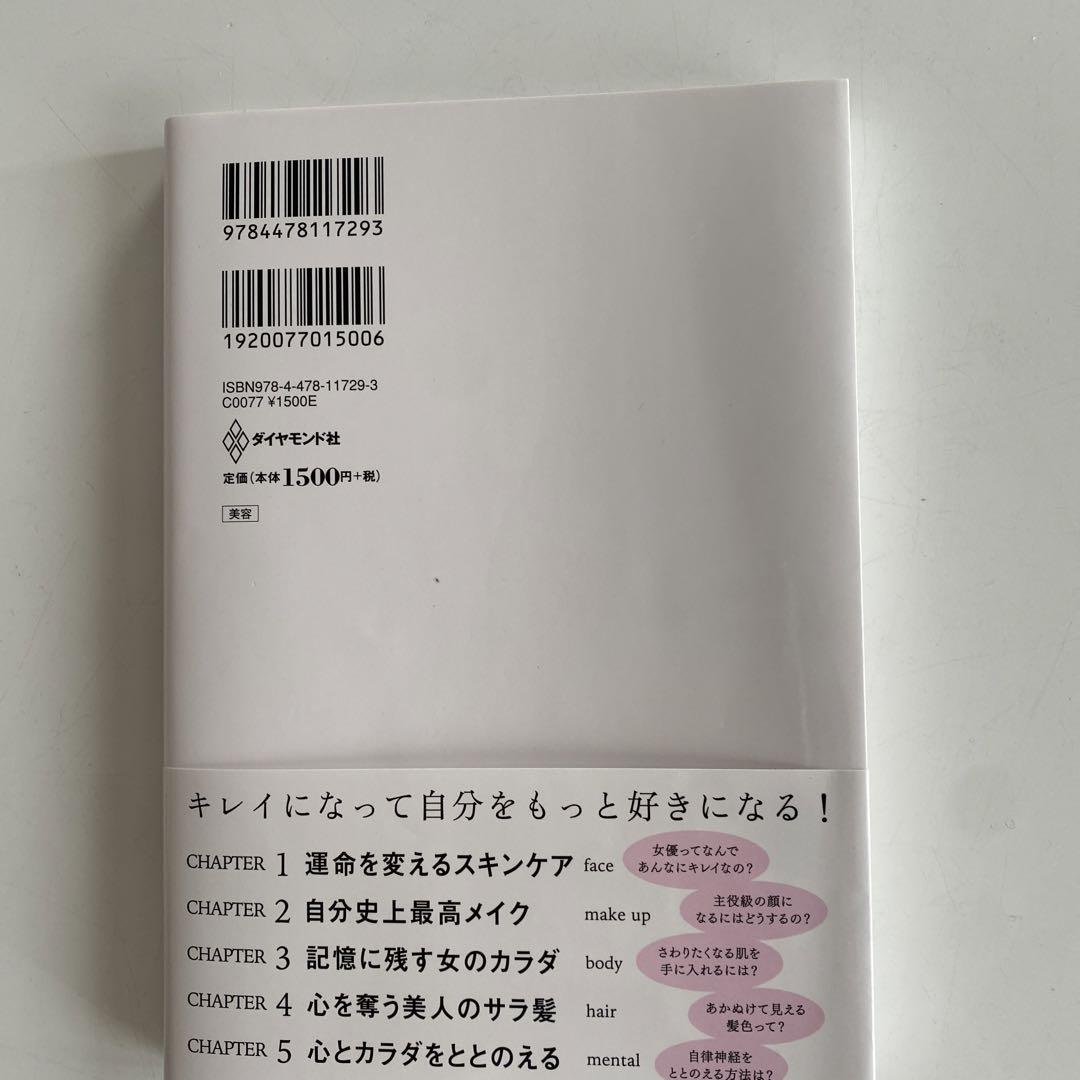 9784478117293
1920077015006
ISBN978-4-478-11729-3
C0077 ¥1500E
ダイヤモンド社
定価(本体1500円+税)
美容
キレイになって自分をもっと好きになる!
CHAPTER 1 運命を変えるスキンケア face
女優ってなんで
あんなにキレイなの?
CHAPTER 2 自分史上最高メイク make up
主役級の顔に
なるにはどうするの?
CHAPTER 3 記憶に残す女のカラダ body
さわりたくなる肌を
手に入れるには?
CHAPTER 4 心を奪う美人のサラ髪 hair
あかぬけて見える
髪色って?
CHAPTER 5 心とカラダをととのえる mental
自律神経を
ととのえる方法は?